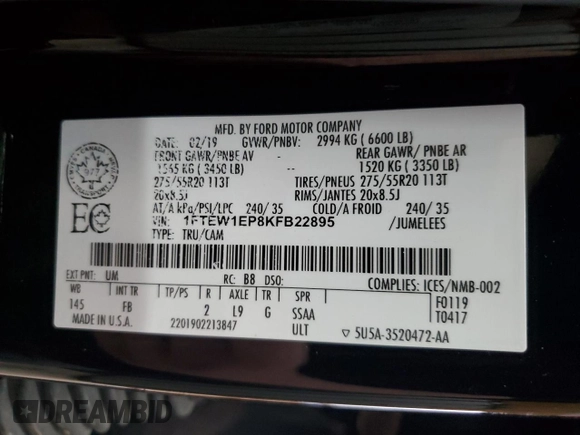 MFD. BY FORD MOTOR COMPANY
DATE: 02/19 GVWR/PNBV: 2994 KG ( 6600 LB)
FRONT GAWR/PNBE AV REAR GAWR/ PNBE AR
1565 KG ( 3450 LB) 1520 KG ( 3350 LB)
275/55R20 113T TIRES/PNEUS 275/55R20 113T
20x8.5J RIMS/JANTES 20x8.5J
AT/A kPa/PSI/LPC 240/ 35 COLD/A FROID 240/ 35
VIN: 1FTEW1EP8KFB22895 /JUMELEES
TYPE: TRU/CAM
EXT PNT: UM RC: B8 DSO: COMPLIES: ICES/NMB-002
WB INT TR TP/PS R AXLE TR SPR F0119
145 FB 2 L9 G SSAA T0417
MADE IN U.S.A. 2201902213847 ULT ▽ 5U5A-3520472-AA
EC
DREAMBID